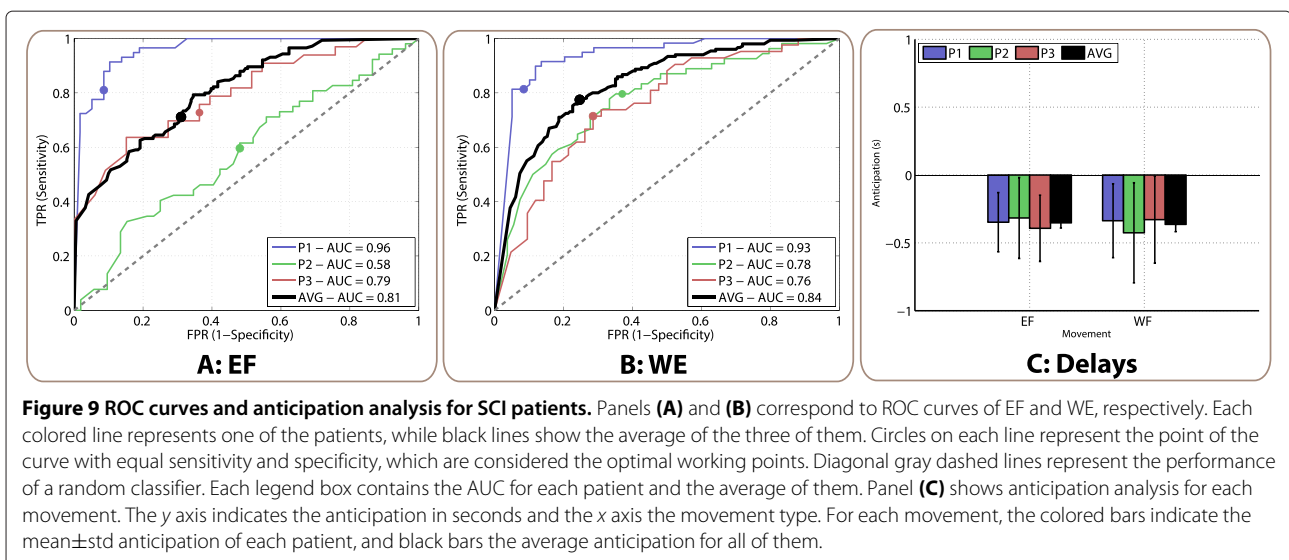 1
0.8
0.6
0.4
0.2
0
0
0.2
0.4
0.6
0.8
1
TPR (Sensitivity)
FPR (1−Specificity)
P1 − AUC = 0.96
P2 − AUC = 0.58
P3 − AUC = 0.79
AVG − AUC = 0.81
A: EF
1
0.8
0.6
0.4
0.2
0
0
0.2
0.4
0.6
0.8
1
TPR (Sensitivity)
FPR (1−Specificity)
P1 − AUC = 0.93
P2 − AUC = 0.78
P3 − AUC = 0.76
AVG − AUC = 0.84
B: WE
P1 P2 P3 AVG
1
0.5
0
−0.5
−1
Anticipation (s)
EF WF
Movement
C: Delays
Figure 9 ROC curves and anticipation analysis for SCI patients. Panels (A) and (B) correspond to ROC curves of EF and WE, respectively. Each
colored line represents one of the patients, while black lines show the average of the three of them. Circles on each line represent the point of the
curve with equal sensitivity and specificity, which are considered the optimal working points. Diagonal gray dashed lines represent the performance
of a random classifier. Each legend box contains the AUC for each patient and the average of them. Panel (C) shows anticipation analysis for each
movement. The y axis indicates the anticipation in seconds and the x axis the movement type. For each movement, the colored bars indicate the
mean±std anticipation of each patient, and black bars the average anticipation for all of them.